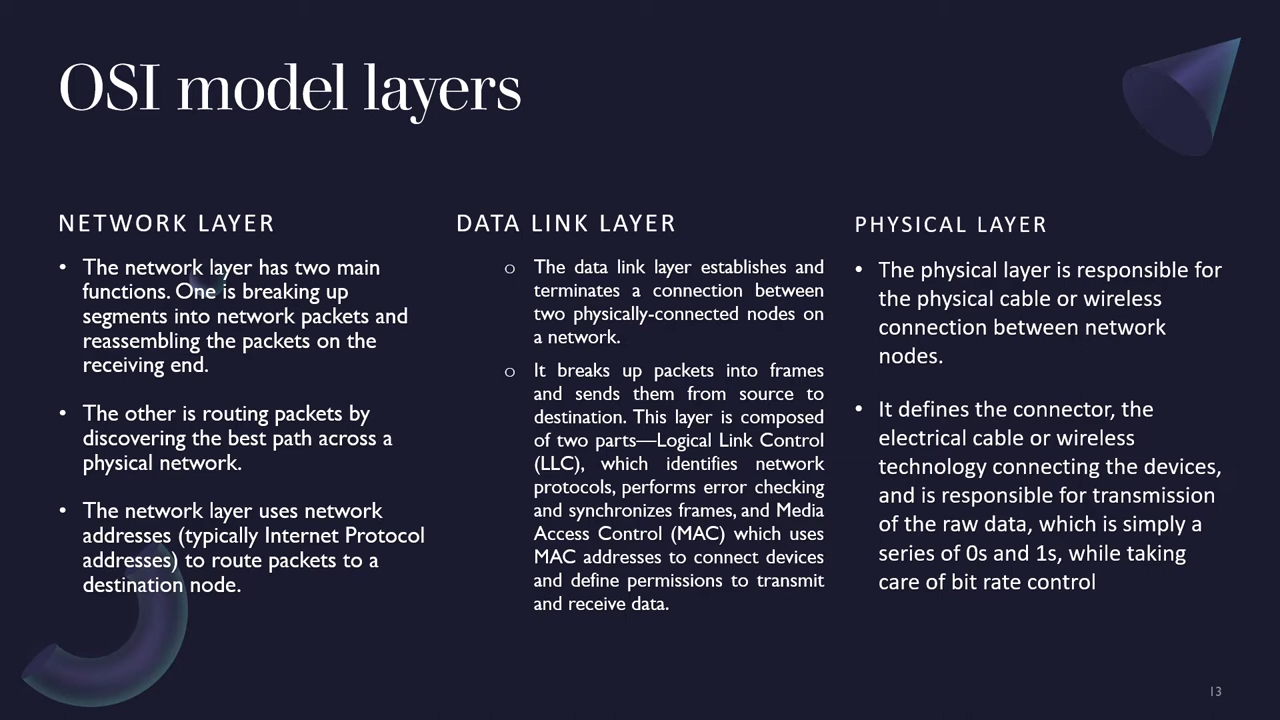 OSI model layers
NETWORK LAYER
• The network layer has two main
functions. One is breaking up
segments into network packets and
reassembling the packets on the
receiving end.
• The other is routing packets by
discovering the best path across a
physical network.
• The network layer uses network
addresses (typically Internet Protocol
addresses) to route packets to a
destination node.
DATA LINK LAYER
o The data link layer establishes and
terminates a connection between
two physically-connected nodes on
a network.
o It breaks up packets into frames
and sends them from source to
destination. This layer is composed
of two parts—Logical Link Control
(LLC), which identifies network
protocols, performs error checking
and synchronizes frames, and Media
Access Control (MAC) which uses
MAC addresses to connect devices
and define permissions to transmit
and receive data.
PHYSICAL LAYER
• The physical layer is responsible for
the physical cable or wireless
connection between network
nodes.
• It defines the connector, the
electrical cable or wireless
technology connecting the devices,
and is responsible for transmission
of the raw data, which is simply a
series of 0s and 1s, while taking
care of bit rate control
13